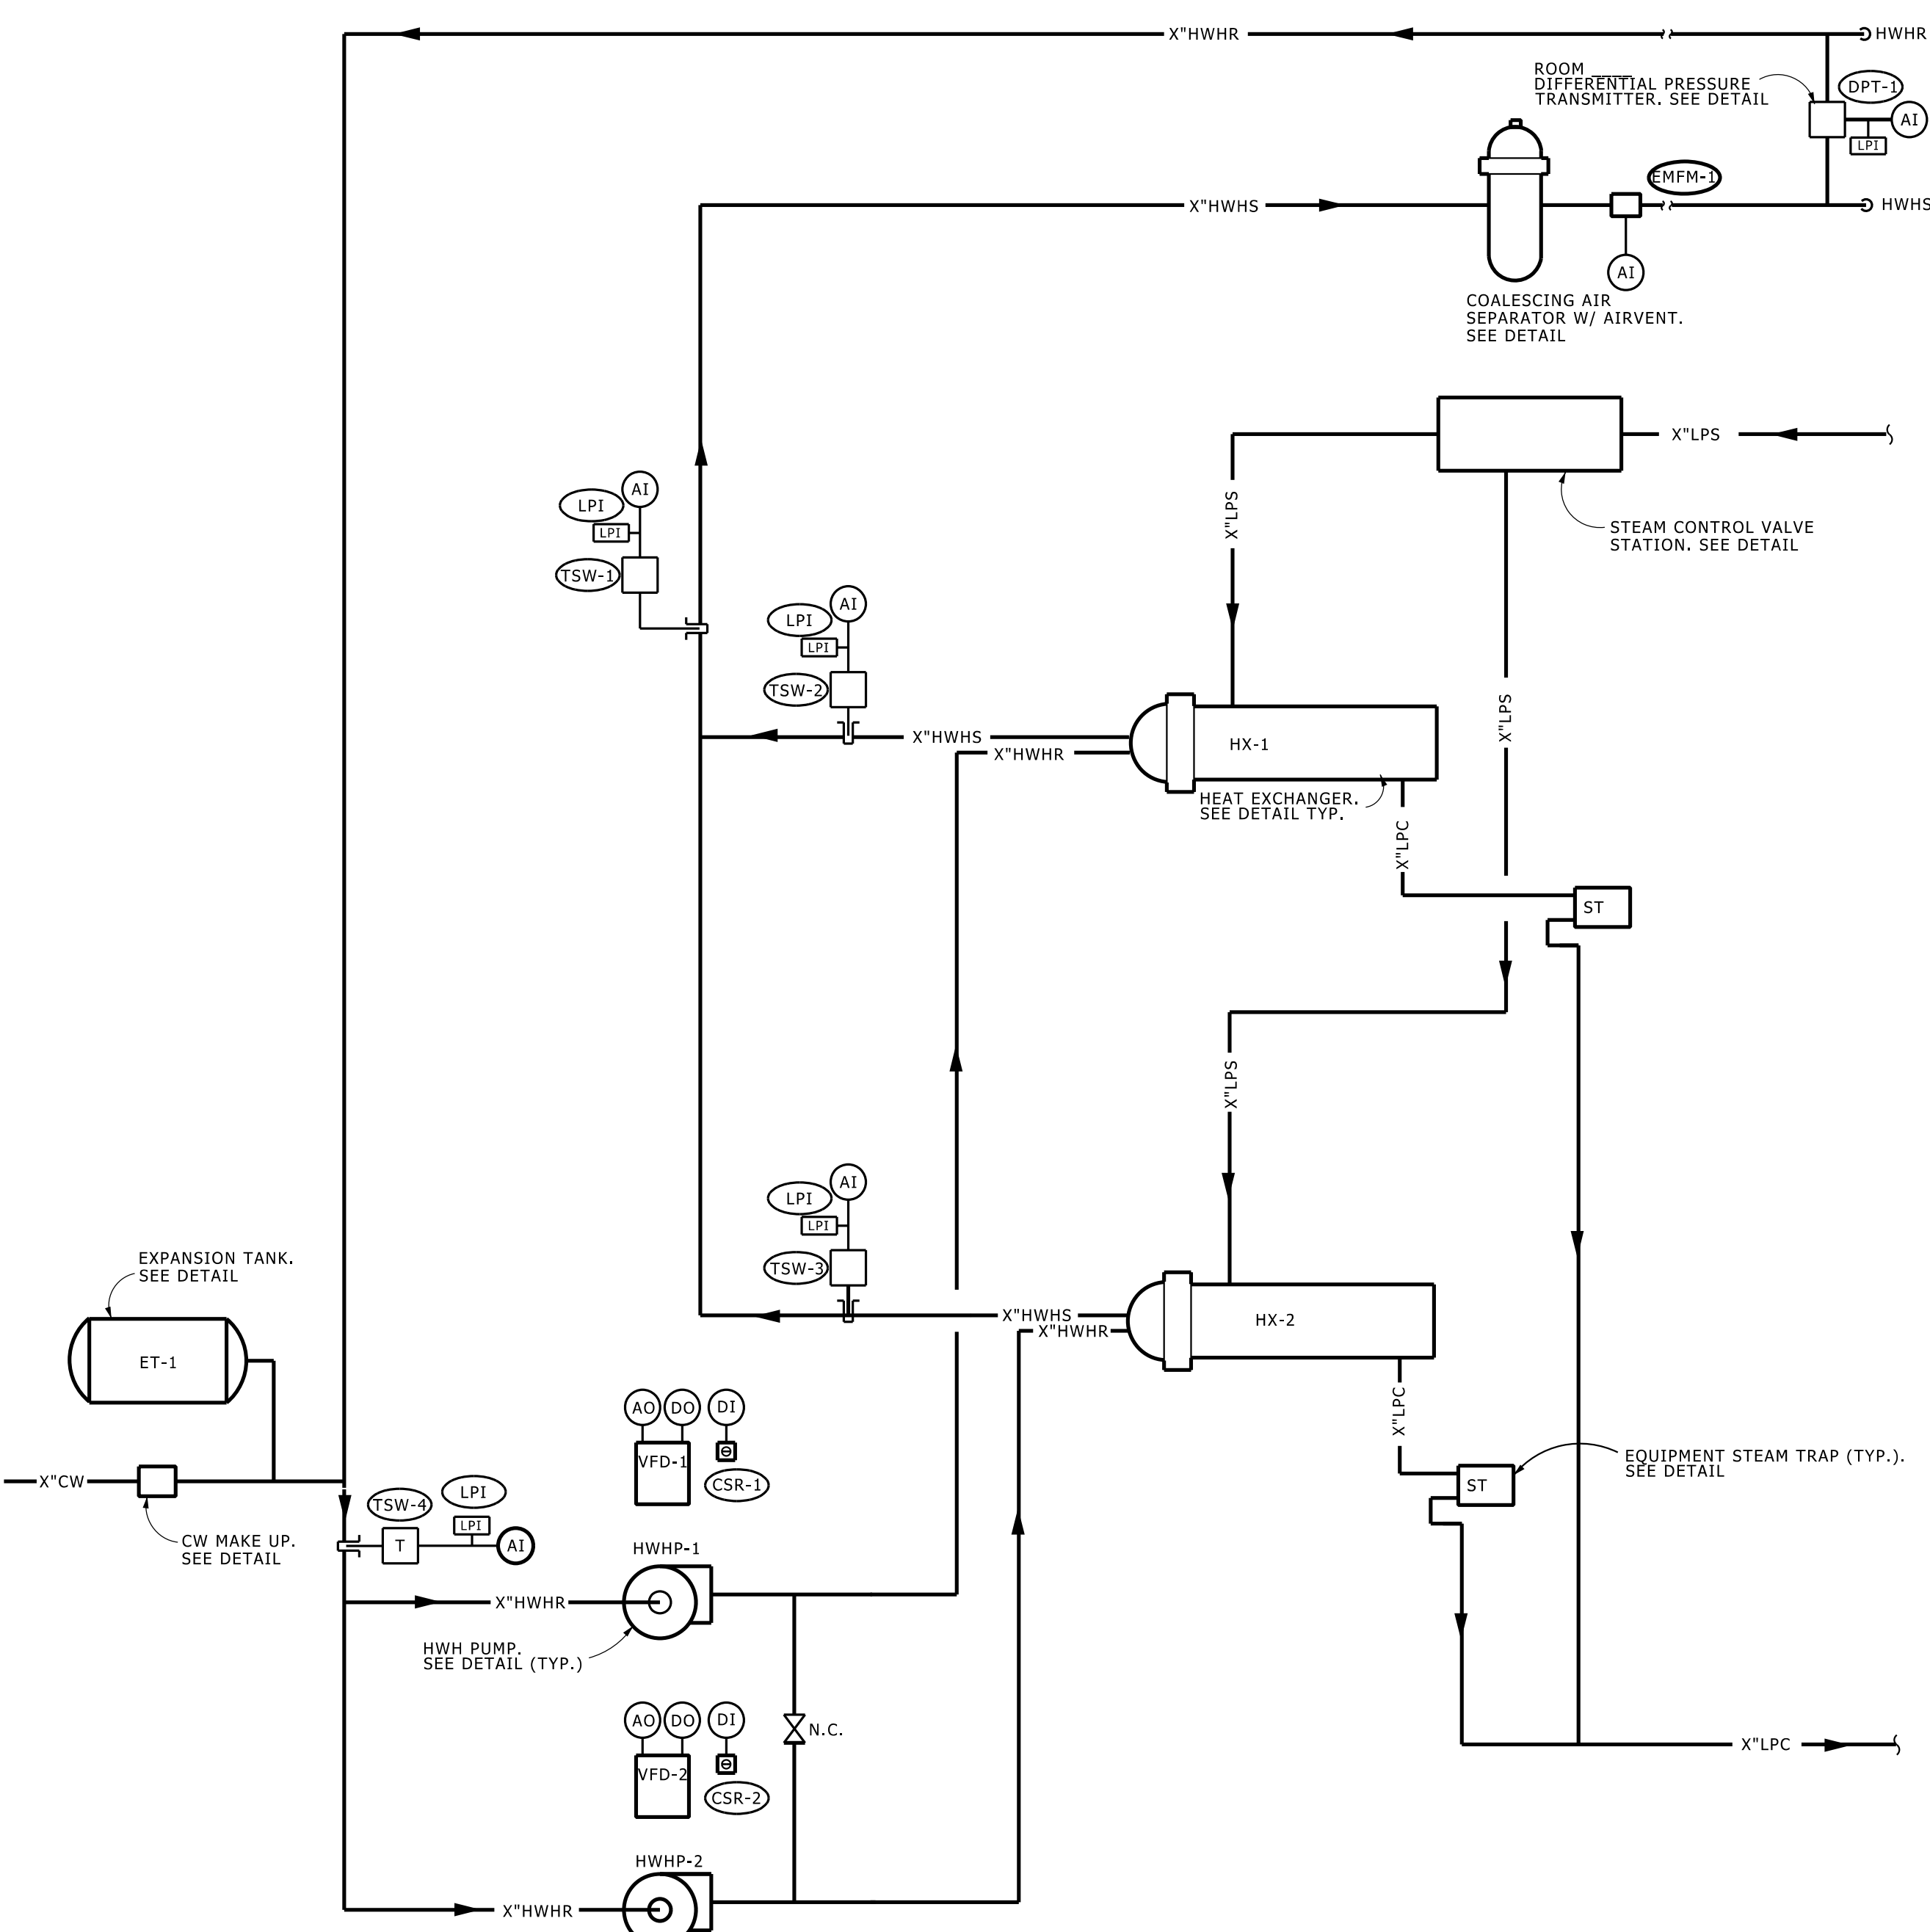 X"HWHR
HWHR
ROOM ____
DIFFERENTIAL PRESSURE
TRANSMITTER. SEE DETAIL
DPT-1
AI
LPI
EMFM-1
X"HWHS
HWHS
AI
COALESCING AIR
SEPARATOR W/ AIRVENT.
SEE DETAIL
X"LPS
X"LPS
STEAM CONTROL VALVE
STATION. SEE DETAIL
AI
LPI
LPI
TSW-1
AI
LPI
LPI
TSW-2
X"LPS
X"HWHS
X"HWHR
HX-1
HEAT EXCHANGER.
SEE DETAIL TYP.
X"LPC
ST
X"LPS
AI
LPI
LPI
TSW-3
X"HWHS
X"HWHR
HX-2
EXPANSION TANK.
SEE DETAIL
ET-1
X"LPC
AO
DO
DI
VFD-1
CSR-1
EQUIPMENT STEAM TRAP (TYP.).
SEE DETAIL
ST
X"CW
CW MAKE UP.
SEE DETAIL
TSW-4
LPI
LPI
T
AI
HWHP-1
X"HWHR
HWH PUMP.
SEE DETAIL (TYP.)
AO
DO
DI
N.C.
VFD-2
CSR-2
X"LPC
HWHP-2
X"HWHR